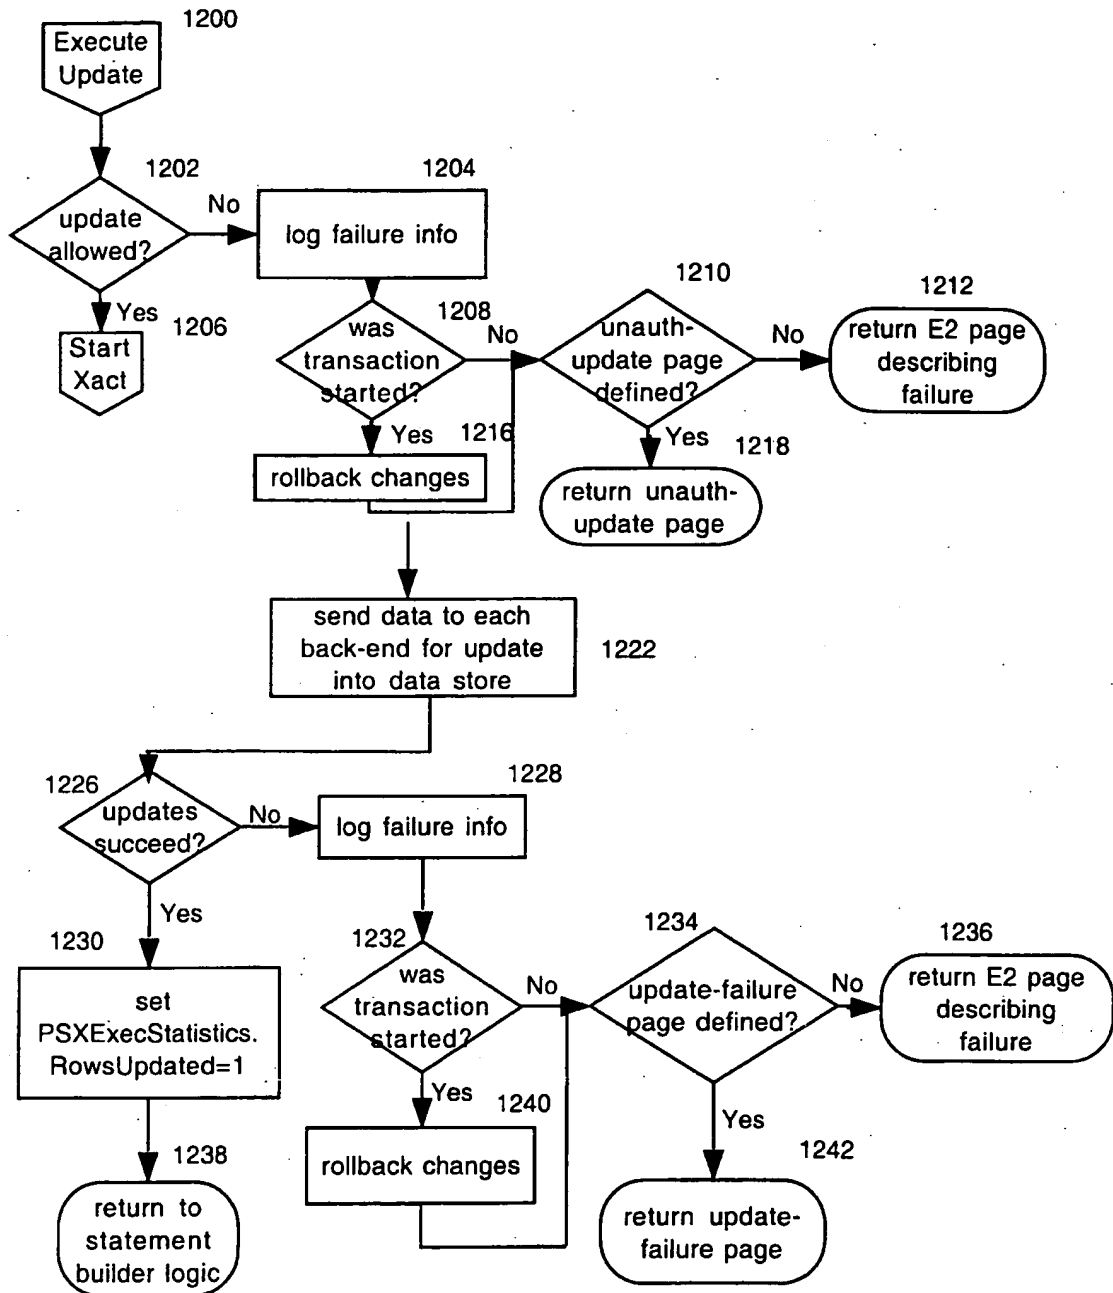 1200
Execute
Update
1202
update
allowed?
No
1204
log failure info
Yes
1206
Start
Xact
1208
was
transaction
started?
No
1210
unauth-
update page
defined?
No
1212
return E2 page
describing
failure
Yes
1216
rollback changes
Yes
1218
return unauth-
update page
send data to each
back-end for update
into data store
1222
1226
updates
succeed?
No
1228
log failure info
Yes
1230
set
PSXExecStatistics.
RowsUpdated=1
1232
was
transaction
started?
No
1234
update-failure
page defined?
No
1236
return E2 page
describing
failure
Yes
1240
rollback changes
Yes
1242
return update-
failure page
1238
return to
statement
builder logic